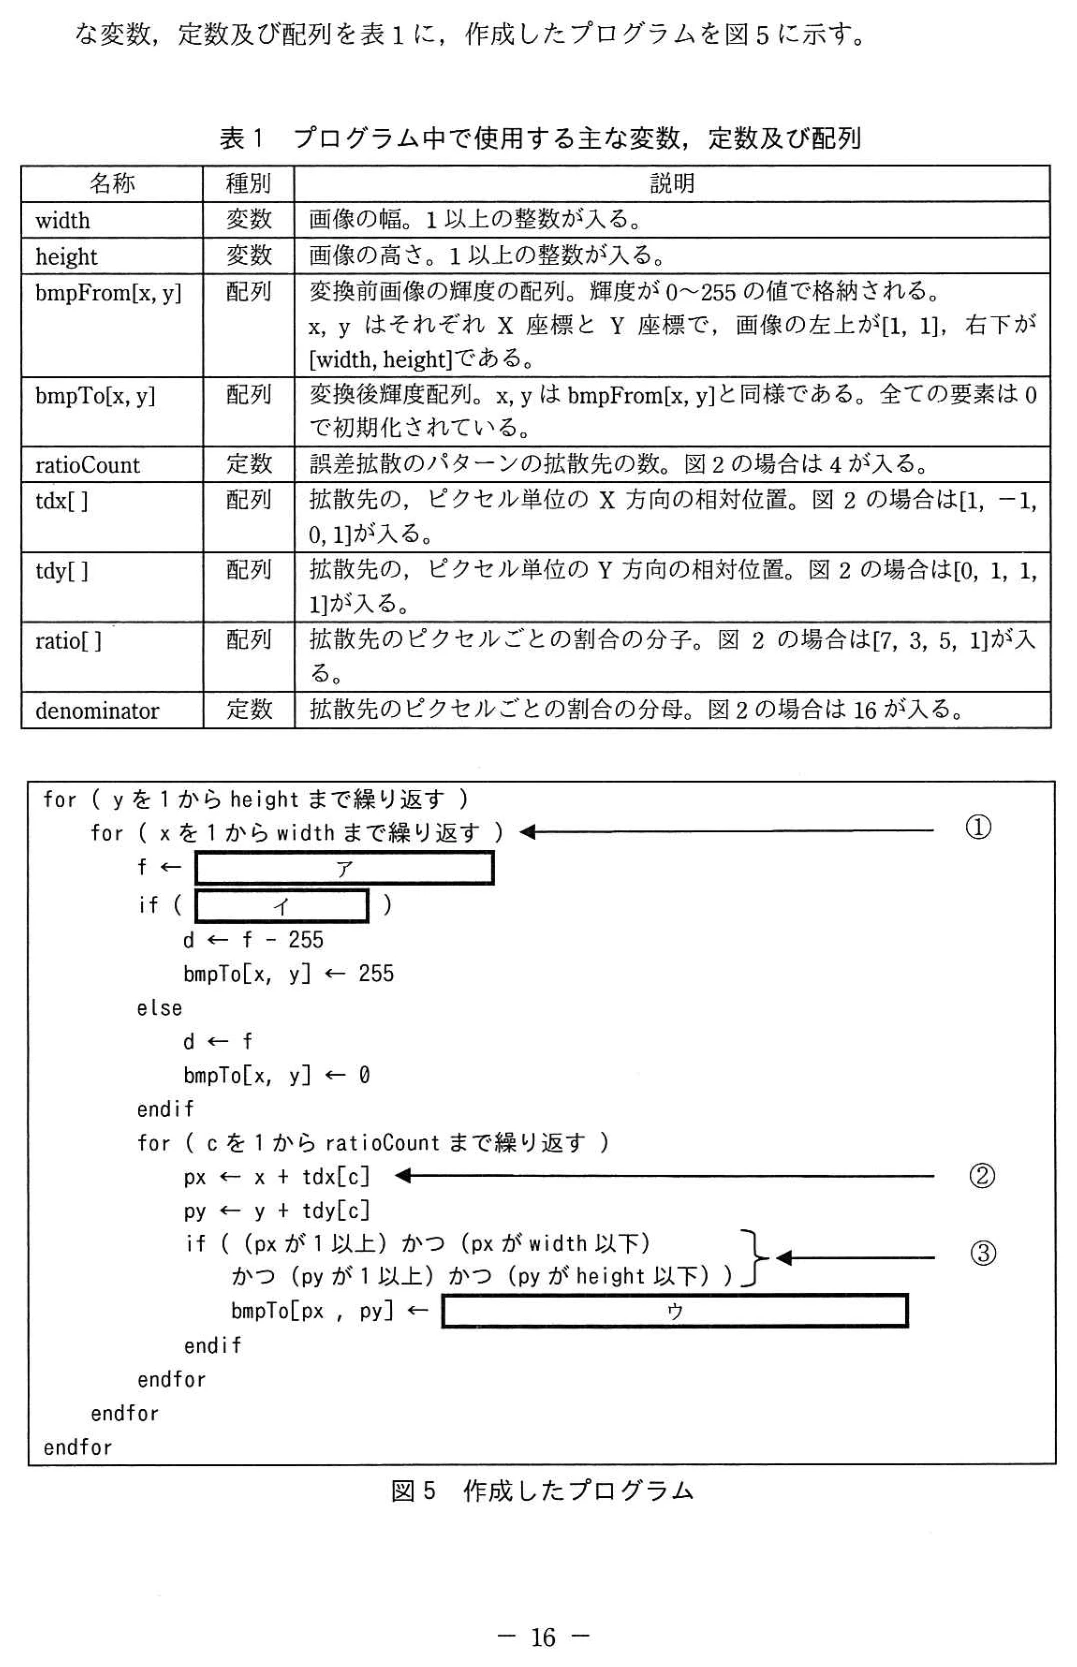 な変数，定数及び配列を表1に，作成したプログラムを図5に示す。
表1　プログラム中で使用する主な変数，定数及び配列
名称 種別 説明
width 変数 画像の幅。1以上の整数が入る。
height 変数 画像の高さ。1以上の整数が入る。
bmpFrom[x, y] 配列 変換前画像の輝度の配列。輝度が0～255の値で格納される。
x, y はそれぞれ X 座標と Y 座標で，画像の左上が[1, 1]，右下が
[width, height]である。
bmpTo[x, y] 配列 変換後輝度配列。x, y は bmpFrom[x, y]と同様である。全ての要素は0
で初期化されている。
ratioCount 定数 誤差拡散のパターンの拡散先の数。図2の場合は4が入る。
tdx[ ] 配列 拡散先の，ピクセル単位の X 方向の相対位置。図2の場合は[1, －1,
0, 1]が入る。
tdy[ ] 配列 拡散先の，ピクセル単位の Y 方向の相対位置。図2の場合は[0, 1, 1,
1]が入る。
ratio[ ] 配列 拡散先のピクセルごとの割合の分子。図2の場合は[7, 3, 5, 1]が入
る。
denominator 定数 拡散先のピクセルごとの割合の分母。図2の場合は16が入る。
for ( yを1から height まで繰り返す )
for ( xを1から width まで繰り返す ) ①
f ← ア
if ( イ )
d ← f - 255
bmpTo[x, y] ← 255
else
d ← f
bmpTo[x, y] ← 0
endif
for ( cを1から ratioCount まで繰り返す )
px ← x + tdx[c] ②
py ← y + tdy[c]
if ( (px が1以上) かつ (px が width 以下)
かつ (py が1以上) かつ (py が height 以下) ) ③
bmpTo[px , py] ← ウ
endif
endfor
endfor
endfor
図5　作成したプログラム
－ 16 －